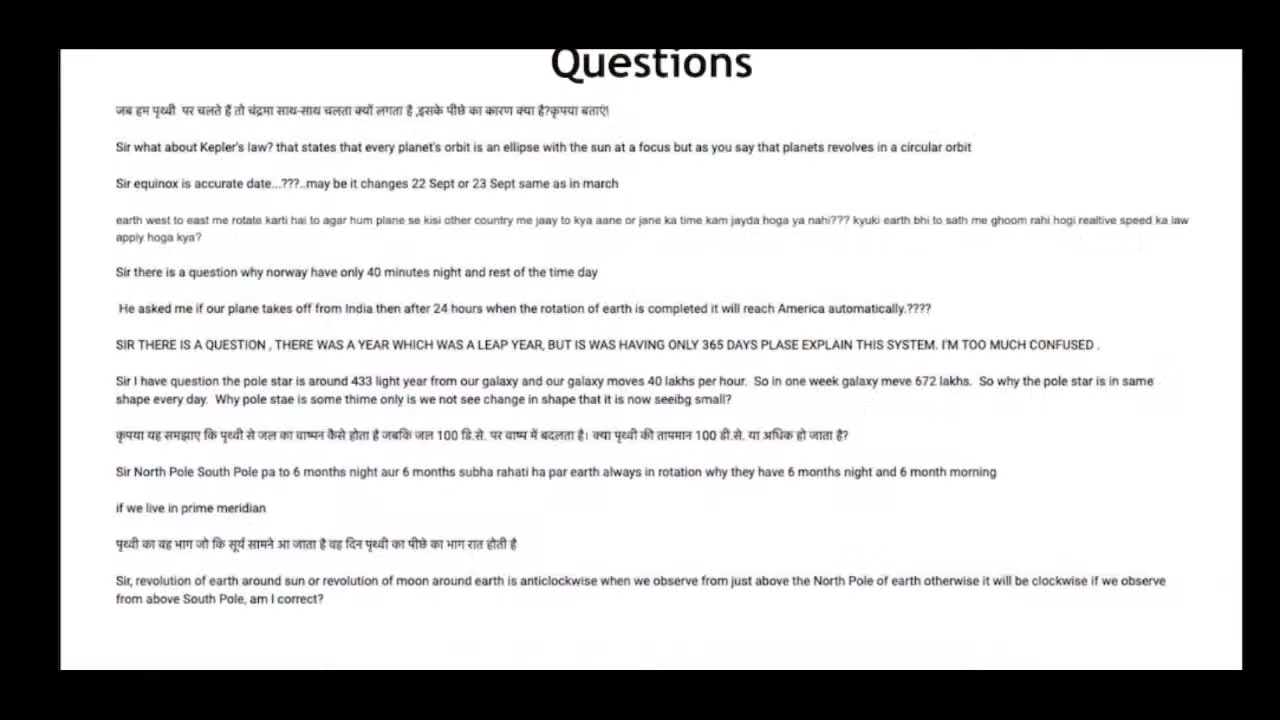 Questions
जब हम पृथ्वी पर चलते हैं तो चंद्रमा साथ-साथ चलता क्यों लगता है ,इसके पीछे का कारण क्या है?कृपया बताएं!
Sir what about Kepler's law? that states that every planet's orbit is an ellipse with the sun at a focus but as you say that planets revolves in a circular orbit
Sir equinox is accurate date...???..may be it changes 22 Sept or 23 Sept same as in march
earth west to east me rotate karti hai to agar hum plane se kisi other country me jaay to kya aane or jane ka time kam jayda hoga ya nahi??? kyuki earth bhi to sath me ghoom rahi hogi realtive speed ka law
apply hoga kya?
Sir there is a question why norway have only 40 minutes night and rest of the time day
He asked me if our plane takes off from India then after 24 hours when the rotation of earth is completed it will reach America automatically.????
SIR THERE IS A QUESTION , THERE WAS A YEAR WHICH WAS A LEAP YEAR, BUT IS WAS HAVING ONLY 365 DAYS PLASE EXPLAIN THIS SYSTEM. I'M TOO MUCH CONFUSED .
Sir I have question the pole star is around 433 light year from our galaxy and our galaxy moves 40 lakhs per hour. So in one week galaxy meve 672 lakhs. So why the pole star is in same
shape every day. Why pole stae is some thime only is we not see change in shape that it is now seeibg small?
कृपया यह समझाए कि पृथ्वी से जल का वाष्पन कैसे होता है जबकि जल 100 डि.से. पर वाष्प में बदलता है। क्या पृथ्वी की तापमान 100 डी.से. या अधिक हो जाता है?
Sir North Pole South Pole pa to 6 months night aur 6 months subha rahati ha par earth always in rotation why they have 6 months night and 6 month morning
if we live in prime meridian
पृथ्वी का वह भाग जो कि सूर्य सामने आ जाता है वह दिन पृथ्वी का पीछे का भाग रात होती है
Sir, revolution of earth around sun or revolution of moon around earth is anticlockwise when we observe from just above the North Pole of earth otherwise it will be clockwise if we observe
from above South Pole, am I correct?